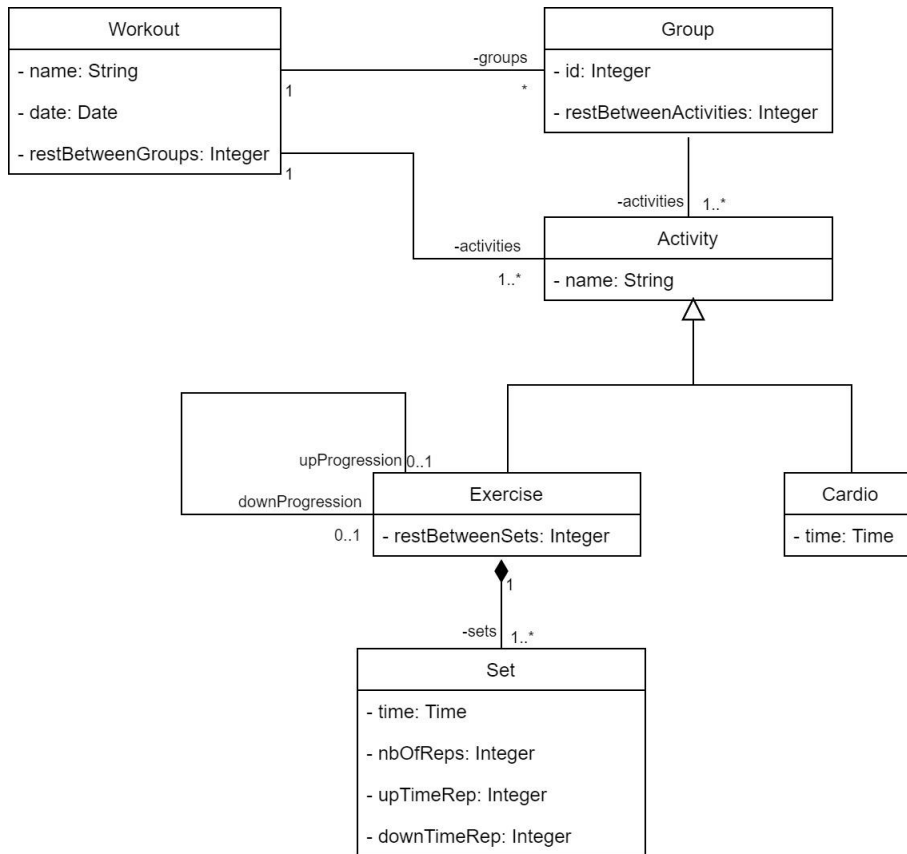 Workout
- name: String
- date: Date
- restBetweenGroups: Integer
Group
- id: Integer
- restBetweenActivities: Integer
-groups
1
*
1
-activities
1..*
-activities
1..*
Activity
- name: String
upProgression
0..1
downProgression
0..1
Exercise
- restBetweenSets: Integer
Cardio
- time: Time
1
-sets
1..*
Set
- time: Time
- nbOfReps: Integer
- upTimeRep: Integer
- downTimeRep: Integer